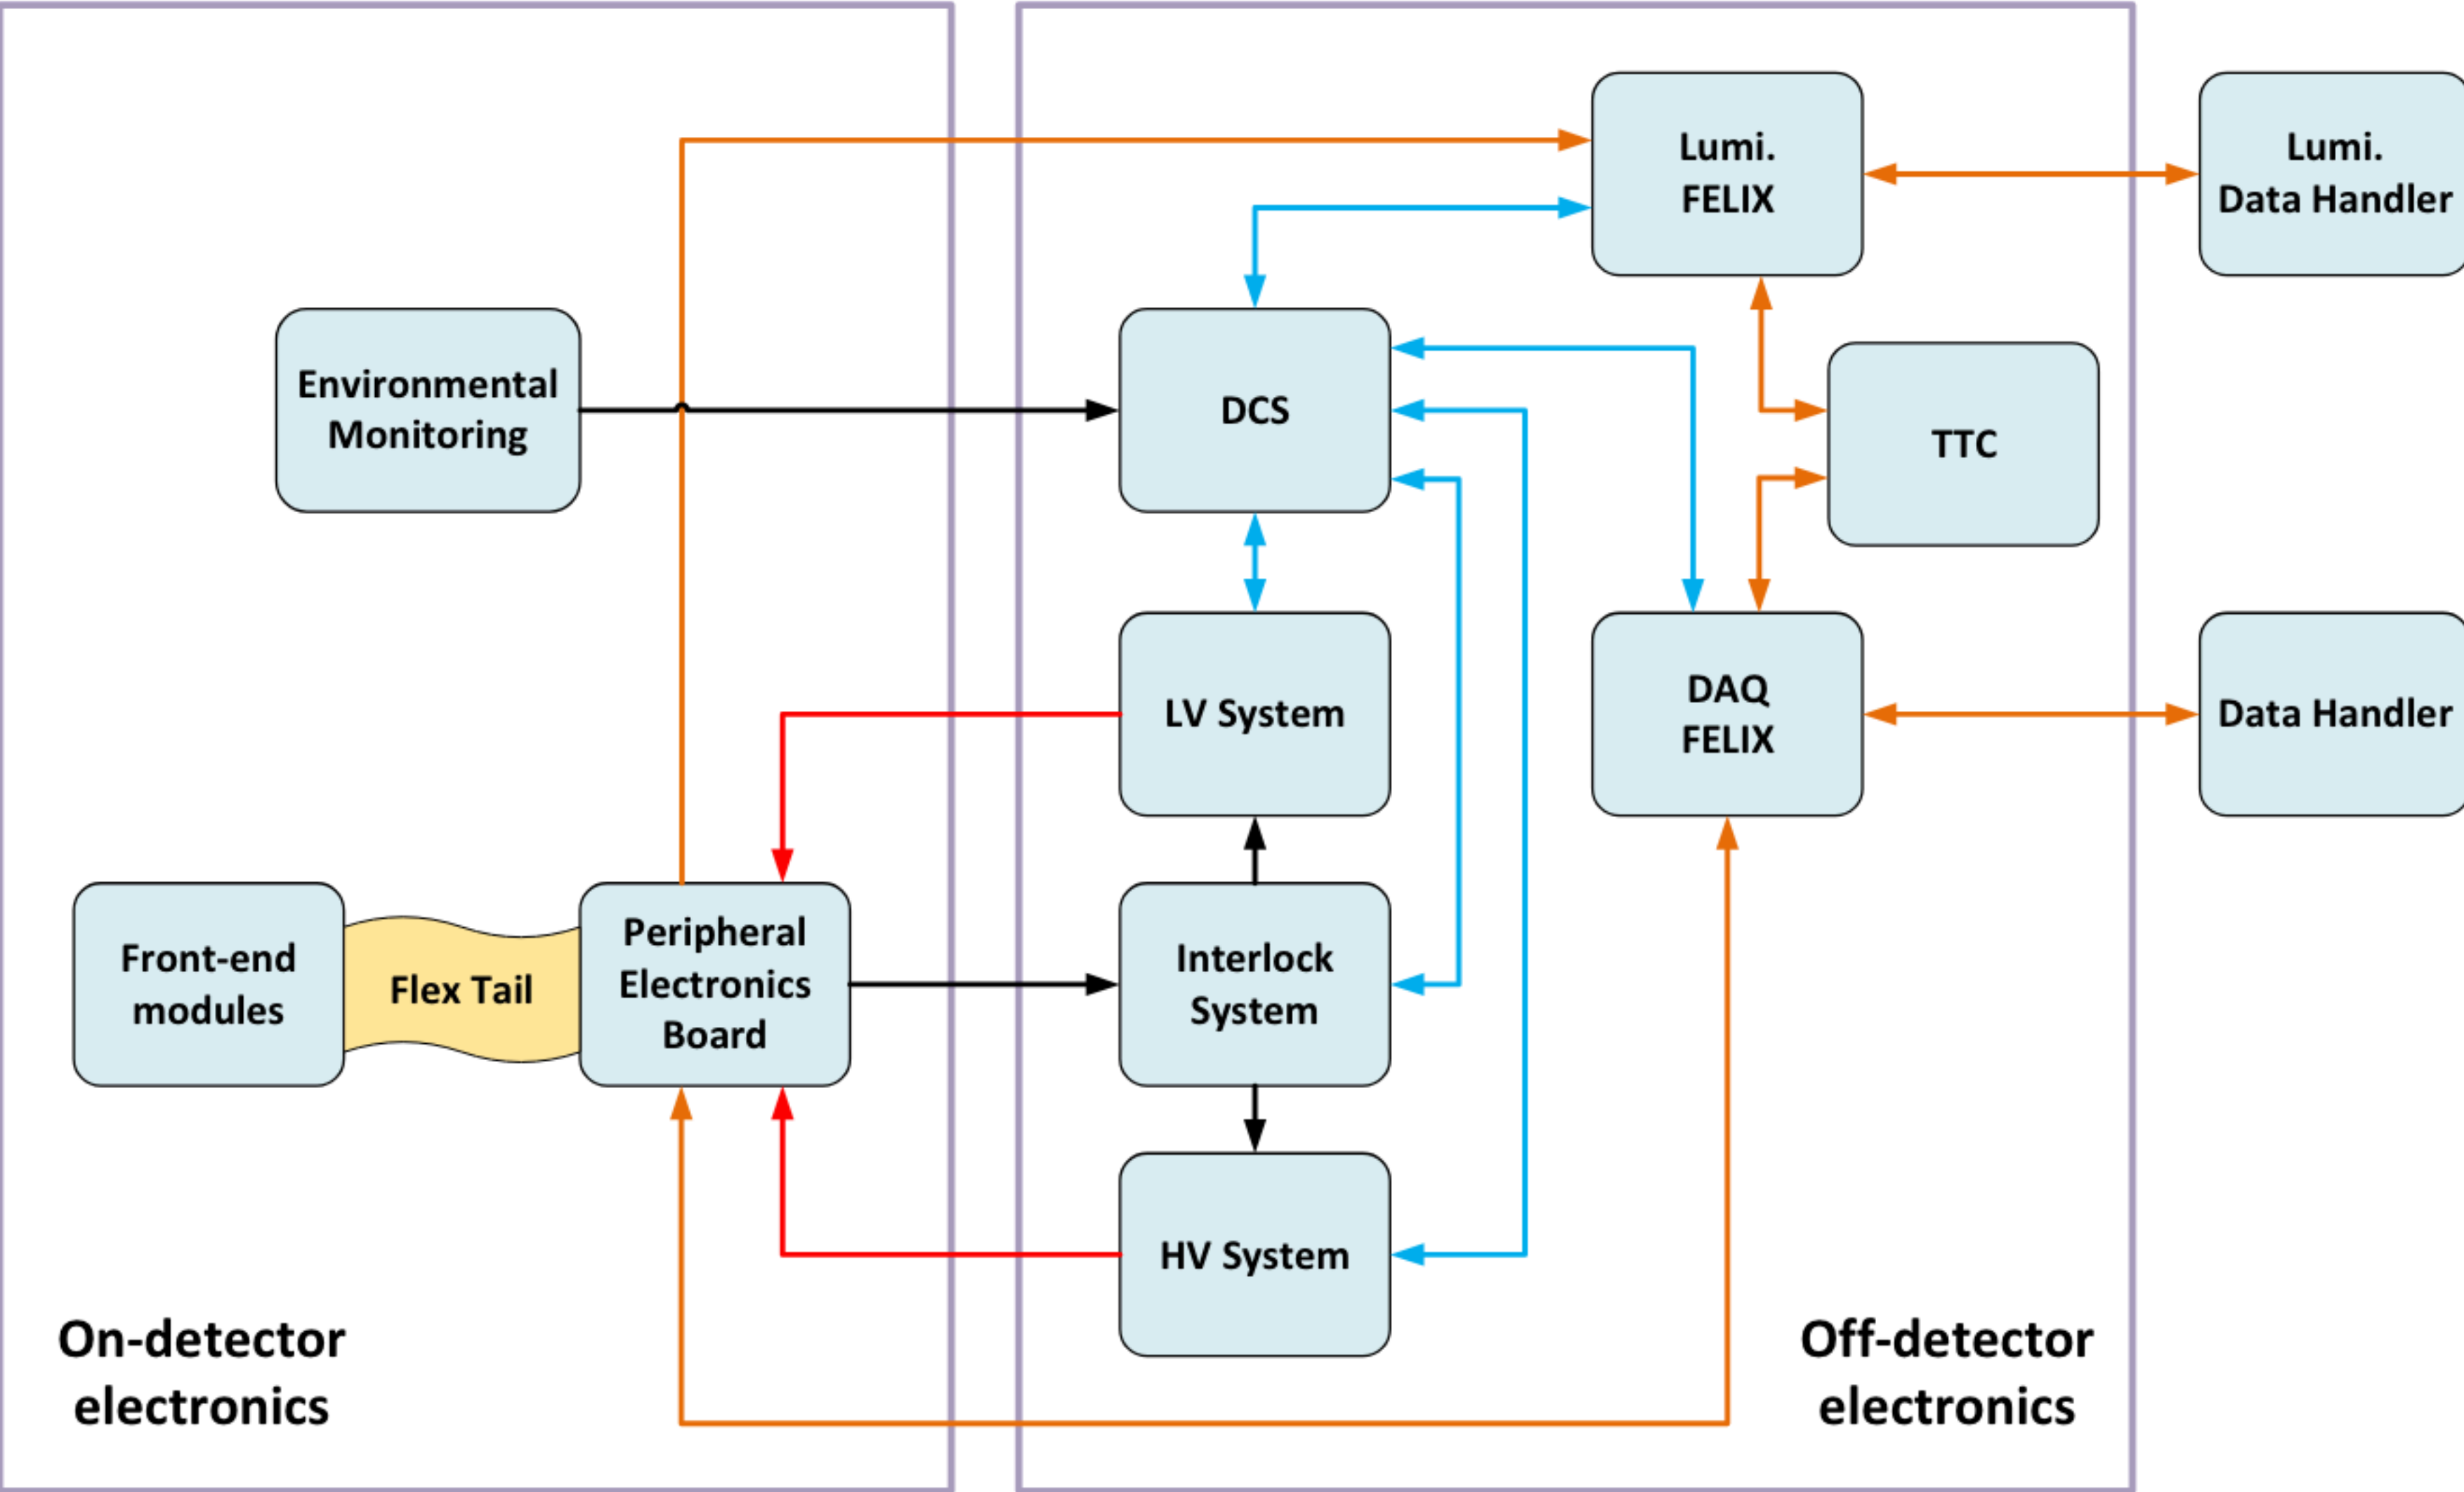 Lumi.
FELIX
Lumi.
Data Handler
Environmental
Monitoring
DCS
TTC
LV System
DAQ
FELIX
Data Handler
Front-end
modules
Flex Tail
Peripheral
Electronics
Board
Interlock
System
HV System
On-detector
electronics
Off-detector
electronics